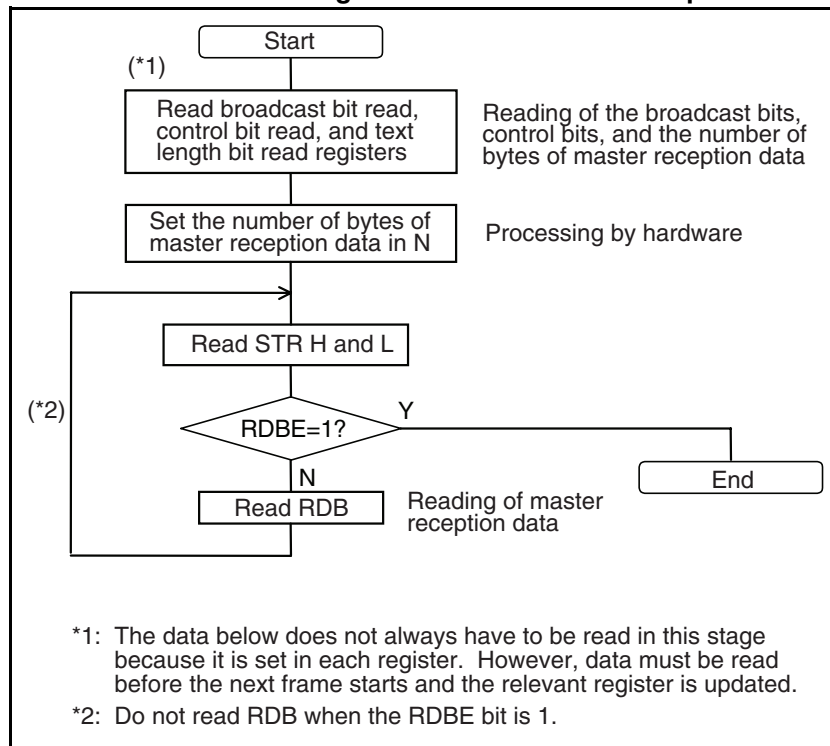 Start
(*1)
Read broadcast bit read,
control bit read, and text
length bit read registers
Reading of the broadcast bits,
control bits, and the number of
bytes of master reception data
Set the number of bytes of
master reception data in N
Processing by hardware
Read STR H and L
(*2)
RDBE=1?
Y
N
End
Read RDB
Reading of master
reception data
*1: The data below does not always have to be read in this stage
because it is set in each register. However, data must be read
before the next frame starts and the relevant register is updated.
*2: Do not read RDB when the RDBE bit is 1.